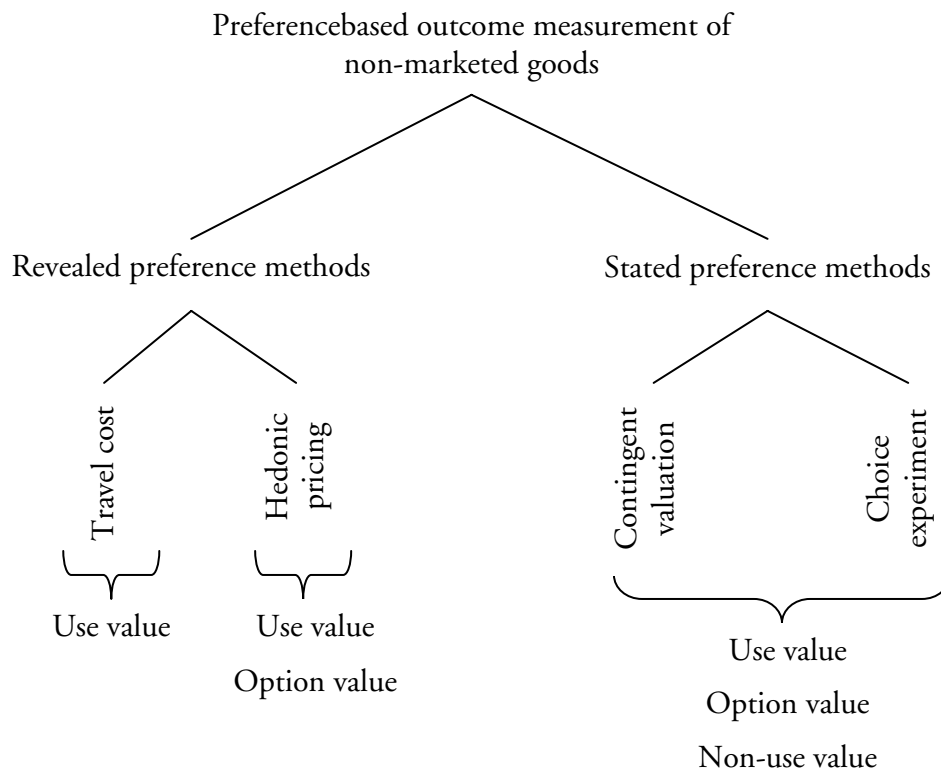 Preferencebased outcome measurement of
non-marketed goods
Revealed preference methods
Stated preference methods
Travel cost
Hedonic
pricing
Contingent
valuation
Choice
experiment
Use value
Use value
Option value
Use value
Option value
Non-use value